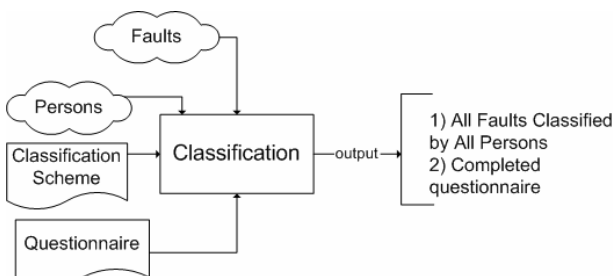 Faults
Persons
Classification
Scheme
Classification
output
1) All Faults Classified
by All Persons
2) Completed
questionnaire
Questionnaire